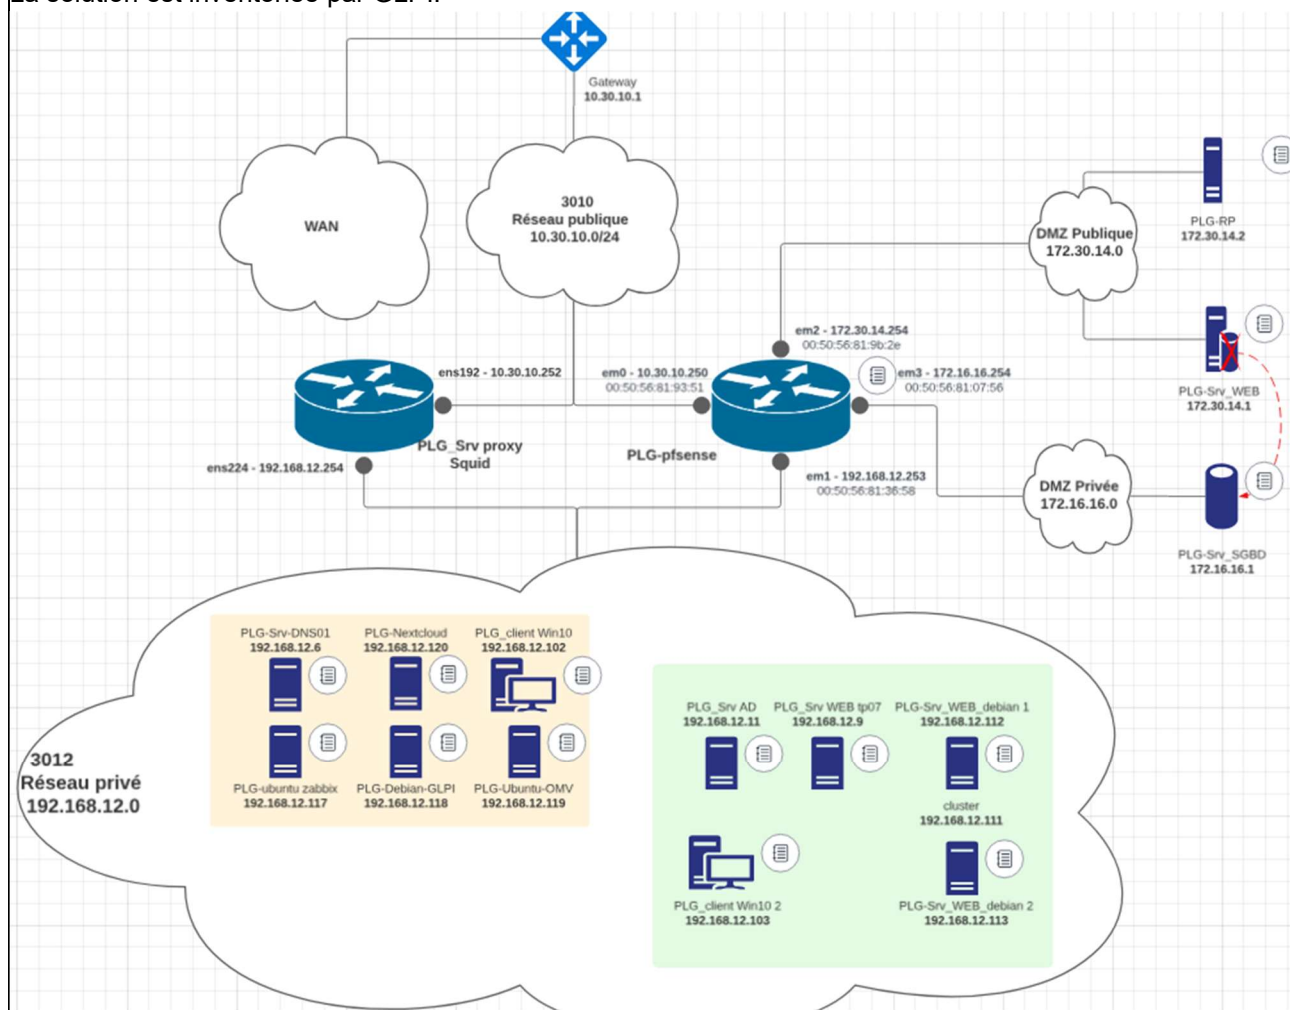 La solution est inventoriée par GLPI.
Gateway
10.30.10.1
WAN
3010
Réseau publique
10.30.10.0/24
PLG-RP
172.30.14.2
DMZ Publique
172.30.14.0
em2 - 172.30.14.254
00:50:56:81:9b:2e
PLG-Srv_WEB
172.30.14.1
ens192 - 10.30.10.252
em0 - 10.30.10.250
00:50:56:81:93:51
em3 - 172.16.16.254
00:50:56:81:07:56
PLG_Srv proxy
Squid
PLG-pfsense
ens224 - 192.168.12.254
em1 - 192.168.12.253
00:50:56:81:36:58
DMZ Privée
172.16.16.0
PLG-Srv_SGBD
172.16.16.1
3012
Réseau privé
192.168.12.0
PLG-Srv-DNS01
192.168.12.6
PLG-Nextcloud
192.168.12.120
PLG_client Win10
192.168.12.102
PLG-ubuntu zabbix
192.168.12.117
PLG-Debian-GLPI
192.168.12.118
PLG-Ubuntu-OMV
192.168.12.119
PLG_Srv AD
192.168.12.11
PLG_Srv WEB tp07
192.168.12.9
PLG-Srv_WEB_debian 1
192.168.12.112
cluster
192.168.12.111
PLG_client Win10 2
192.168.12.103
PLG-Srv_WEB_debian 2
192.168.12.113